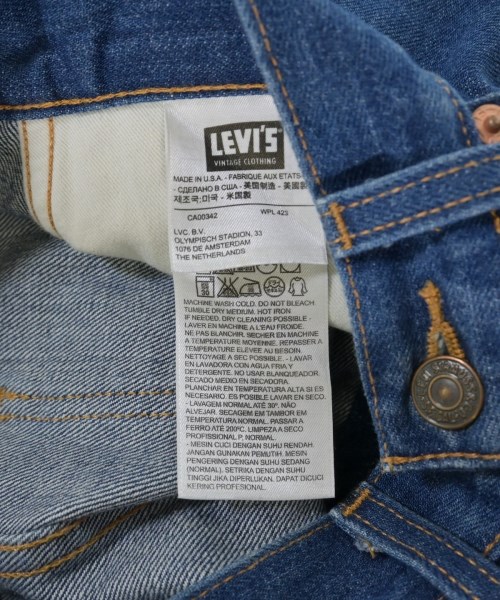 LEVI'S
VINTAGE CLOTHING
MADE IN U.S.A. - FABRIQUE AUX ETATS-
- СДЕЛАНО В США - 美国制造 - 美國製
제조국:미국 - 米国製
CA00342 WPL 423
LVC. B.V.
OLYMPISCH STADION, 33
1076 DE AMSTERDAM
THE NETHERLANDS
MACHINE WASH COLD. DO NOT BLEACH.
TUMBLE DRY MEDIUM. HOT IRON
IF NEEDED. DRY CLEANING POSSIBLE -
LAVER EN MACHINE A L'EAU FROIDE.
NE PAS BLANCHIR. SECHER EN MACHINE
A TEMPERATURE MOYENNE. REPASSER A
TEMPERATURE ELEVEE AU BESOIN.
NETTOYAGE A SEC POSSIBLE. - LAVAR
EN LAVADORA CON AGUA FRIA Y
DETERGENTE. NO USAR BLANQUEADOR.
SECADO MEDIO EN SECADORA.
PLANCHAR EN TEMPERATURA ALTA SI ES
NECESARIO. ES POSIBLE LAVAR EN SECO.
- LAVAGEM NORMAL ATÉ 30º. NÃO
ALVEJAR. SECAGEM EM TAMBOR EM
TEMPERATURA NORMAL. PASSAR A
FERRO ATÉ 200ºC. LIMPEZA A SECO
PROFISSIONAL P, NORMAL.
- MESIN CUCI DENGAN SUHU RENDAH.
JANGAN GUNAKAN PEMUTIH. MESIN
PENGERING DENGAN SUHU SEDANG
(NORMAL). SETRIKA DENGAN SUHU
TINGGI JIKA DIPERLUKAN. DAPAT DICUCI
KERING PROFESIONAL.